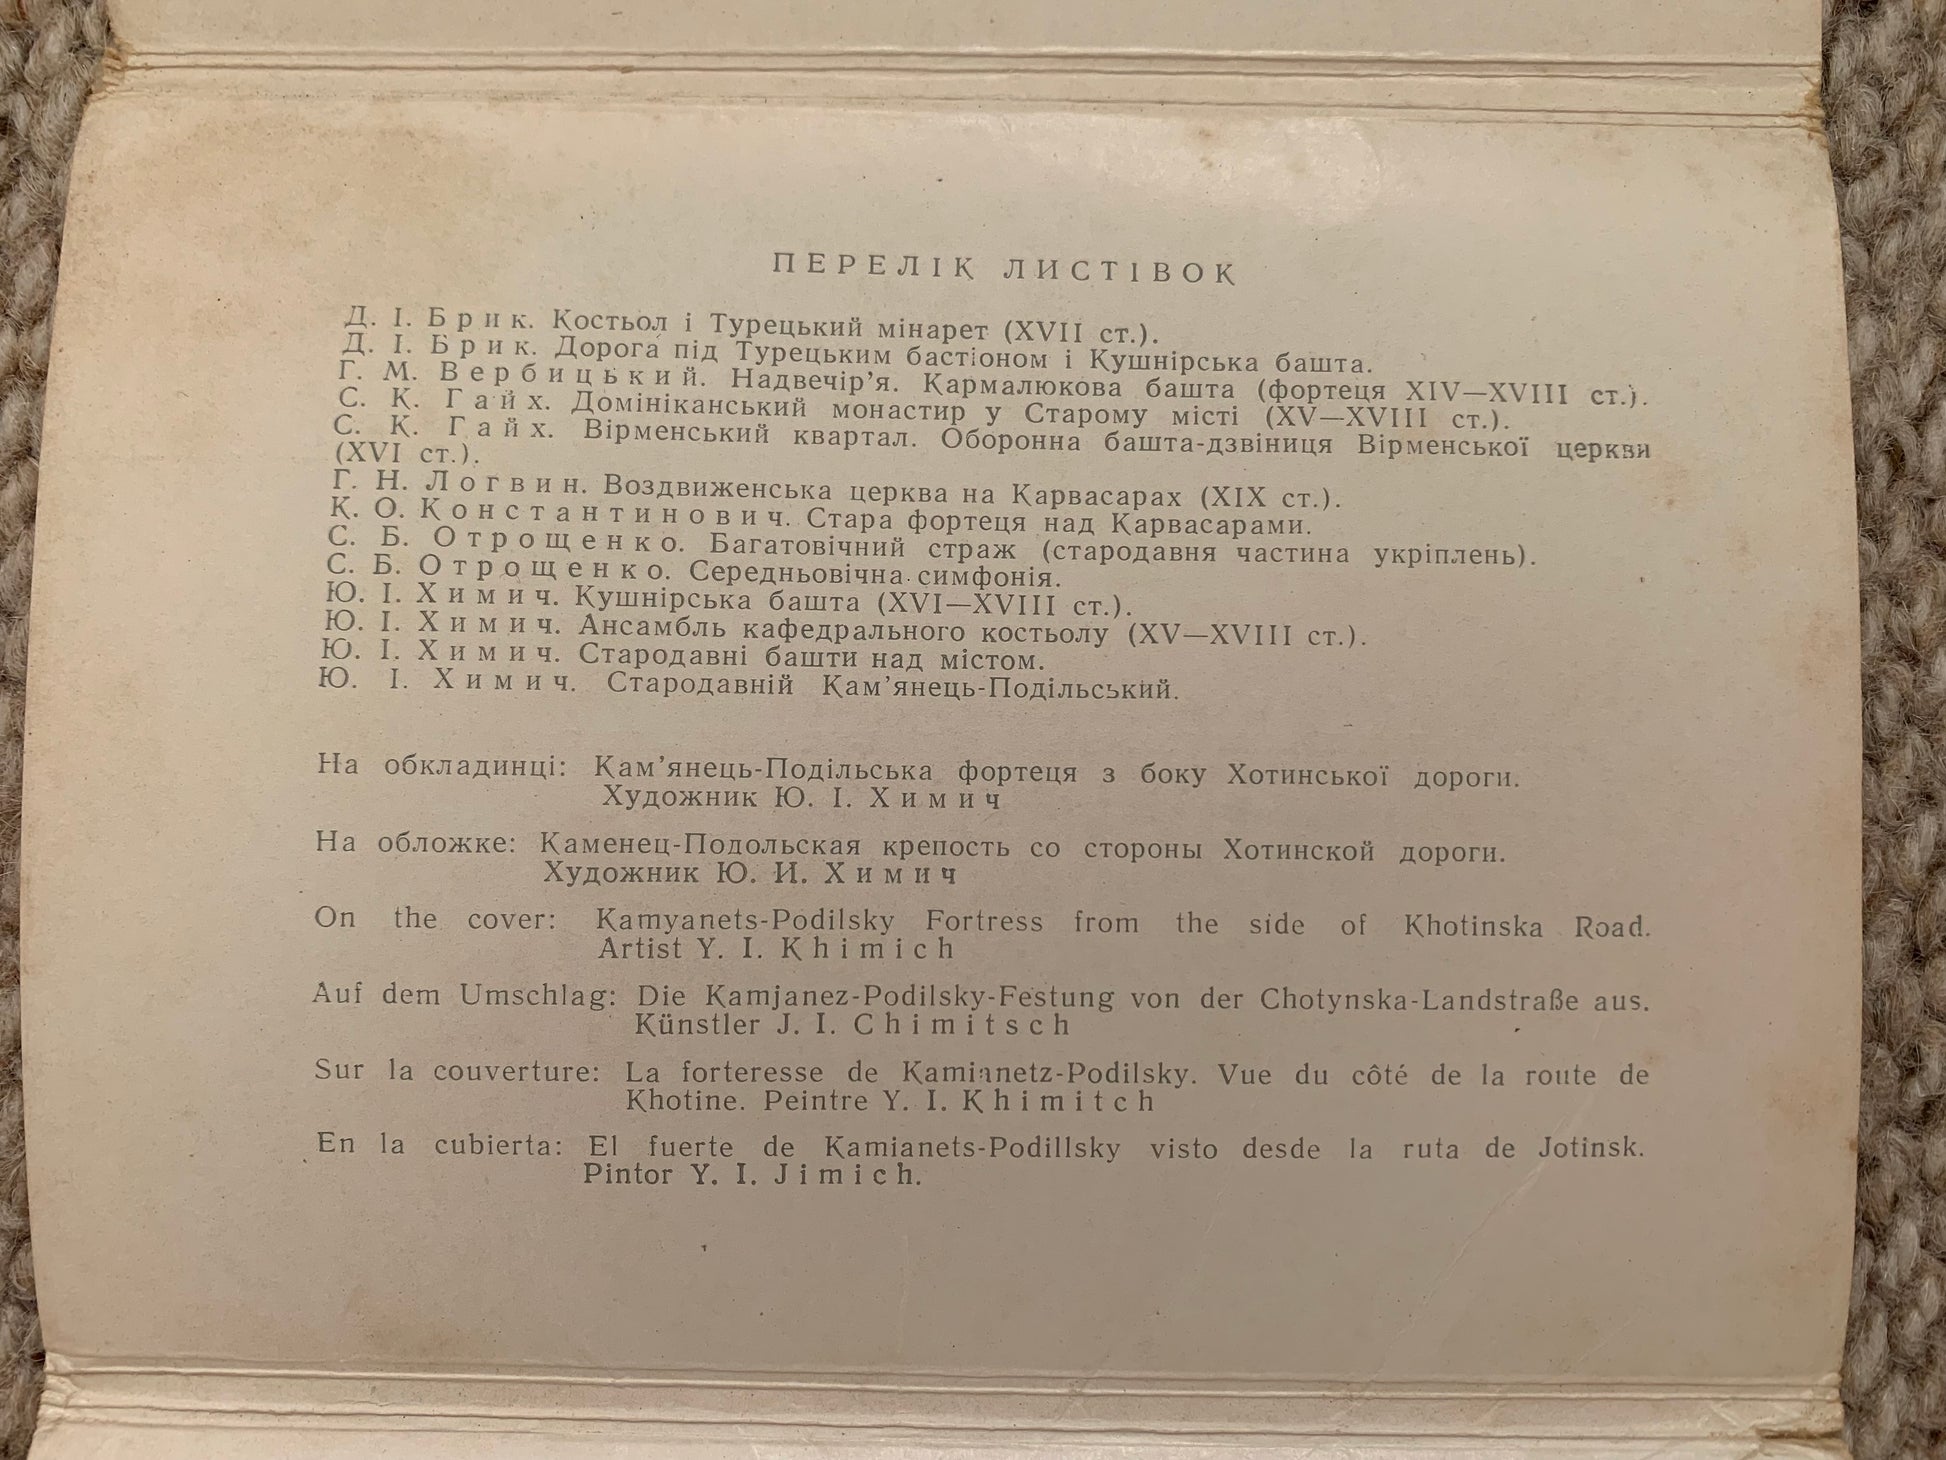 ПЕРЕЛІК ЛИСТІВОК
Д. І. Брик. Костьол і Турецький мінарет (XVII ст.).
Д. І. Брик. Дорога під Турецьким бастіоном і Кушнірська башта.
Г. М. Вербицький. Надвечір’я. Кармалюкова башта (фортеця XIV—XVIII ст.).
С. К. Гайх. Домініканський монастир у Старому місті (XV—XVIII ст.).
С. К. Гайх. Вірменський квартал. Оборонна башта-дзвіниця Вірменської церкви
(XVI ст.).
Г. Н. Логвин. Воздвиженська церква на Карвасарах (XIX ст.).
К. О. Константинович. Стара фортеця над Карвасарами.
С. Б. Отрощенко. Багатовічний страж (стародавня частина укріплень).
С. Б. Отрощенко. Середньовічна симфонія.
Ю. І. Химич. Кушнірська башта (XVI—XVIII ст.).
Ю. І. Химич. Ансамбль кафедрального костьолу (XV—XVIII ст.).
Ю. І. Химич. Стародавні башти над містом.
Ю. І. Химич. Стародавній Кам’янець-Подільський.
На обкладинці: Кам’янець-Подільська фортеця з боку Хотинської дороги.
Художник Ю. І. Химич
На обложке: Каменец-Подольская крепость со стороны Хотинской дороги.
Художник Ю. И. Химич
On the cover: Kamyanets-Podilsky Fortress from the side of Khotinska Road.
Artist Y. I. Khimich
Auf dem Umschlag: Die Kamjanez-Podilsky-Festung von der Chotynska-Landstraße aus.
Künstler J. I. Chimitsch
Sur la couverture: La forteresse de Kamianetz-Podilsky. Vue du côté de la route de
Khotine. Peintre Y. I. Khimitch
En la cubierta: El fuerte de Kamianets-Podillsky visto desde la ruta de Jotinsk.
Pintor Y. I. Jimich.